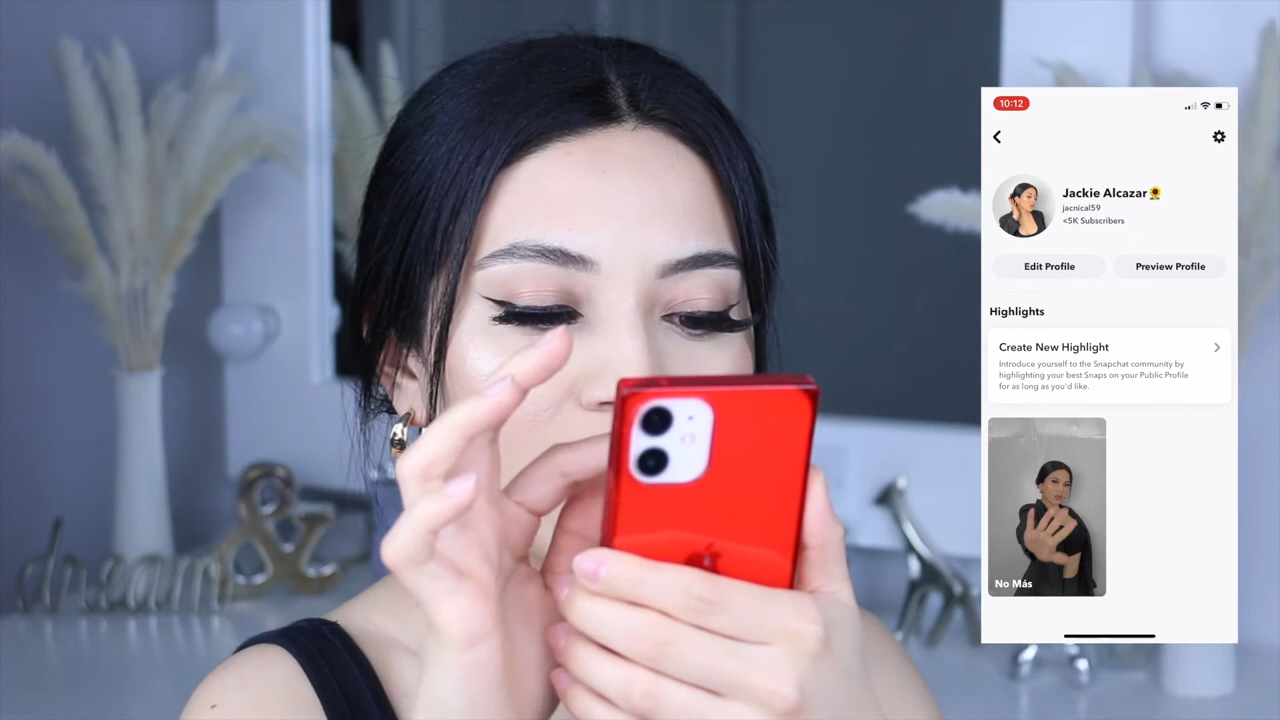 dream
&
10:12
Jackie Alcazar🌻
jacnical59
<5K Subscribers
Edit Profile
Preview Profile
Highlights
Create New Highlight
Introduce yourself to the Snapchat community by
highlighting your best Snaps on your Public Profile
for as long as you'd like.
No Más